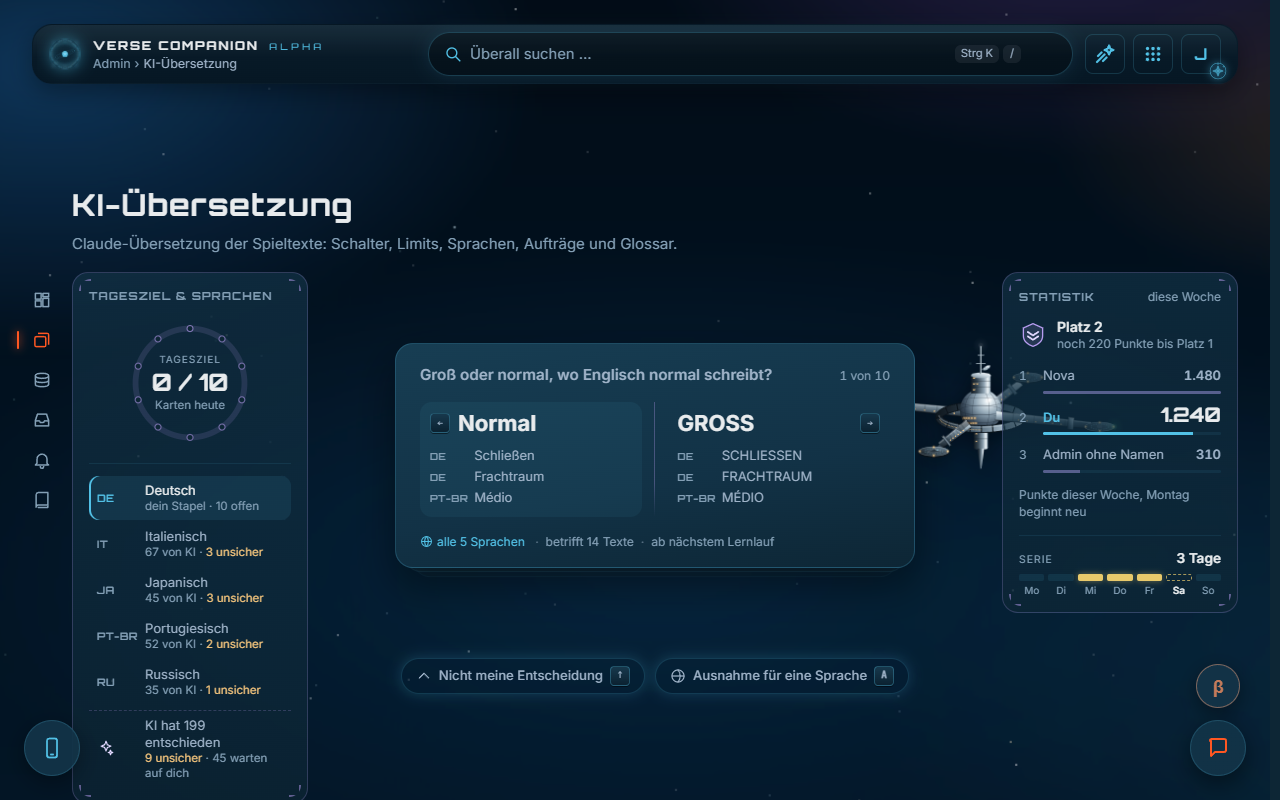 VERSE COMPANION ALPHA
Admin › KI-Übersetzung
Überall suchen ...
Strg K /
J
KI-Übersetzung
Claude-Übersetzung der Spieltexte: Schalter, Limits, Sprachen, Aufträge und Glossar.
TAGESZIEL & SPRACHEN
TAGESZIEL
0 / 10
Karten heute
DE Deutsch
dein Stapel · 10 offen
IT Italienisch
67 von KI · 3 unsicher
JA Japanisch
45 von KI · 3 unsicher
PT-BR Portugiesisch
52 von KI · 2 unsicher
RU Russisch
35 von KI · 1 unsicher
KI hat 199
entschieden
9 unsicher · 45 warten
auf dich
Groß oder normal, wo Englisch normal schreibt? 1 von 10
← Normal
DE Schließen
DE Frachtraum
PT-BR Médio
GROSS →
DE SCHLIESSEN
DE FRACHTRAUM
PT-BR MÉDIO
alle 5 Sprachen · betrifft 14 Texte · ab nächstem Lernlauf
Nicht meine Entscheidung ↑
Ausnahme für eine Sprache A
STATISTIK diese Woche
Platz 2
noch 220 Punkte bis Platz 1
1 Nova 1.480
2 Du 1.240
3 Admin ohne Namen 310
Punkte dieser Woche, Montag
beginnt neu
SERIE 3 Tage
Mo Di Mi Do Fr Sa So
β